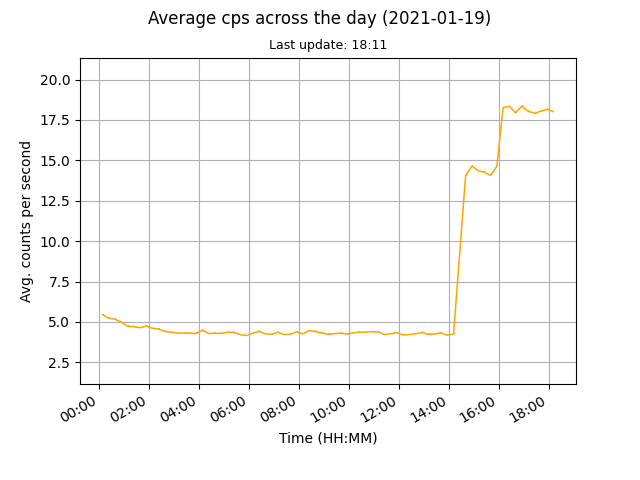 Average cps across the day (2021-01-19)
Last update: 18:11
20.0
17.5
15.0
12.5
10.0
7.5
5.0
2.5
Avg. counts per second
00:00 02:00 04:00 06:00 08:00 10:00 12:00 14:00 16:00 18:00
Time (HH:MM)